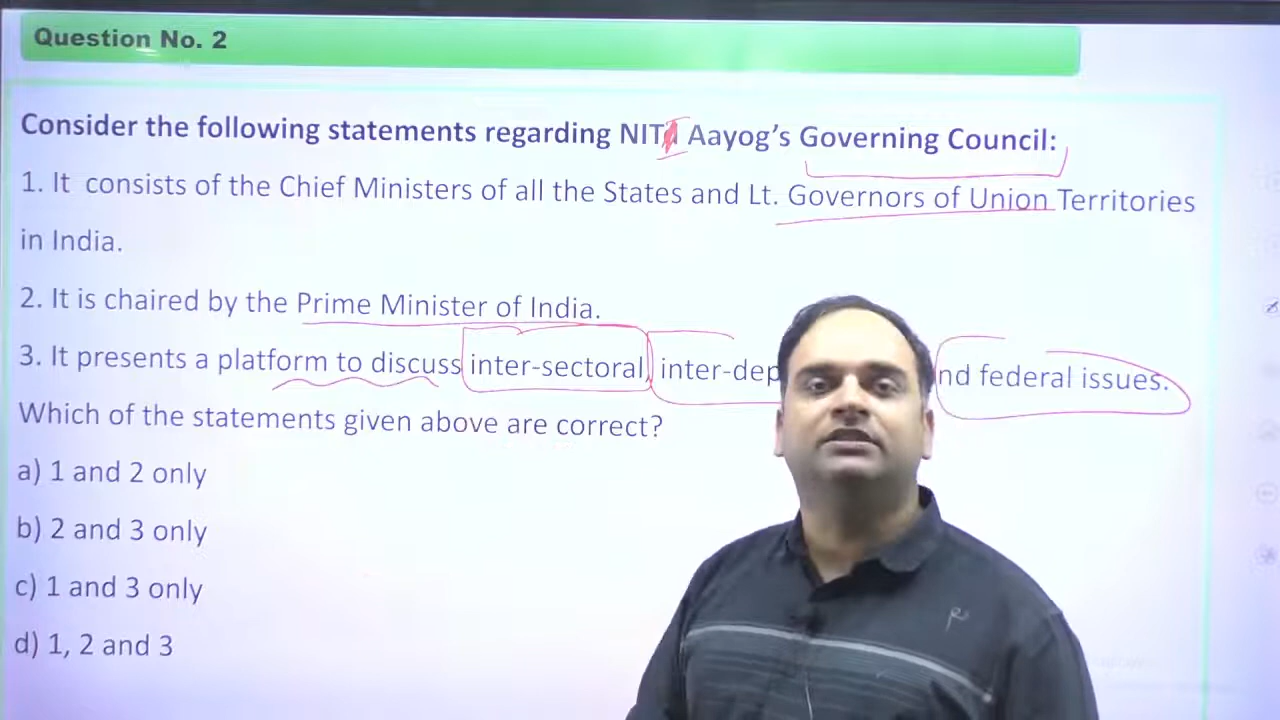 Question No. 2
Consider the following statements regarding NITI Aayog's Governing Council:
1. It consists of the Chief Ministers of all the States and Lt. Governors of Union Territories
in India.
2. It is chaired by the Prime Minister of India.
3. It presents a platform to discuss inter-sectoral, federal issues.
Which of the statements given above are correct?
a) 1 and 2 only
b) 2 and 3 only
c) 1 and 3 only
d) 1, 2 and 3